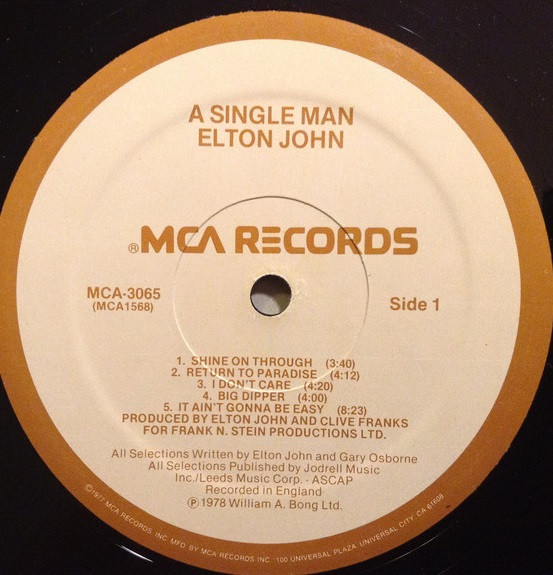 A SINGLE MAN
ELTON JOHN
®MCA RECORDS
MCA-3065
(MCA1568)
Side 1
1. SHINE ON THROUGH (3:40)
2. RETURN TO PARADISE (4:12)
3. I DON'T CARE (4:20)
4. BIG DIPPER (4:00)
5. IT AIN'T GONNA BE EASY (8:23)
PRODUCED BY ELTON JOHN AND CLIVE FRANKS
FOR FRANK N. STEIN PRODUCTIONS LTD.
All Selections Written by Elton John and Gary Osborne
All Selections Published by Jodrell Music
Inc./Leeds Music Corp. - ASCAP
Recorded in England
℗ 1978 William A. Bong Ltd.
©1977 MCA RECORDS, INC. MFD. BY MCA RECORDS INC. 100 UNIVERSAL PLAZA, UNIVERSAL CITY, CA 91608